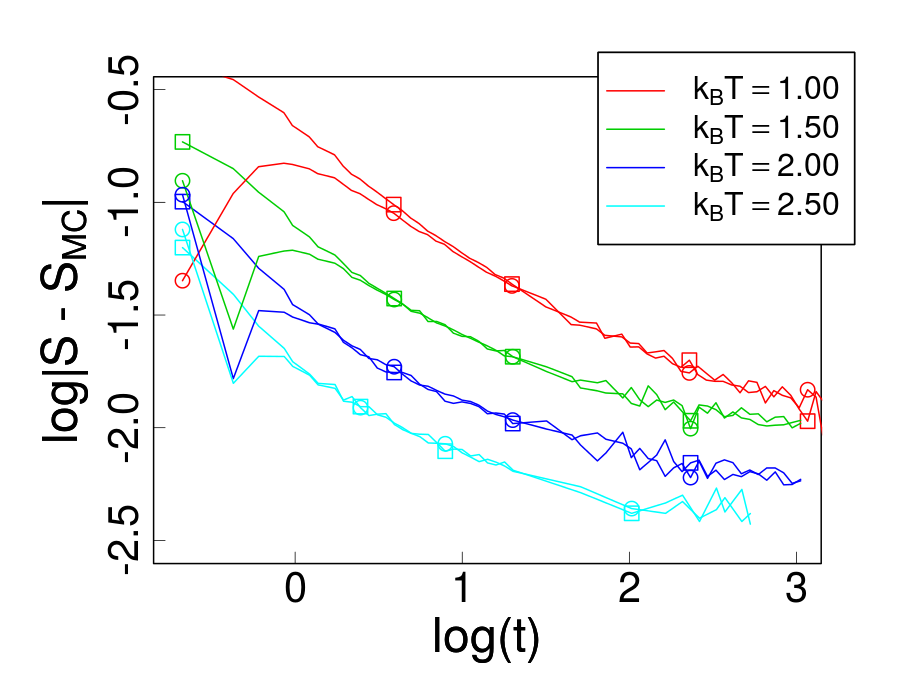 k_BT = 1.00
k_BT = 1.50
k_BT = 2.00
k_BT = 2.50
log|S - S_MC|
-0.5
-1.0
-1.5
-2.0
-2.5
0 1 2 3
log(t)